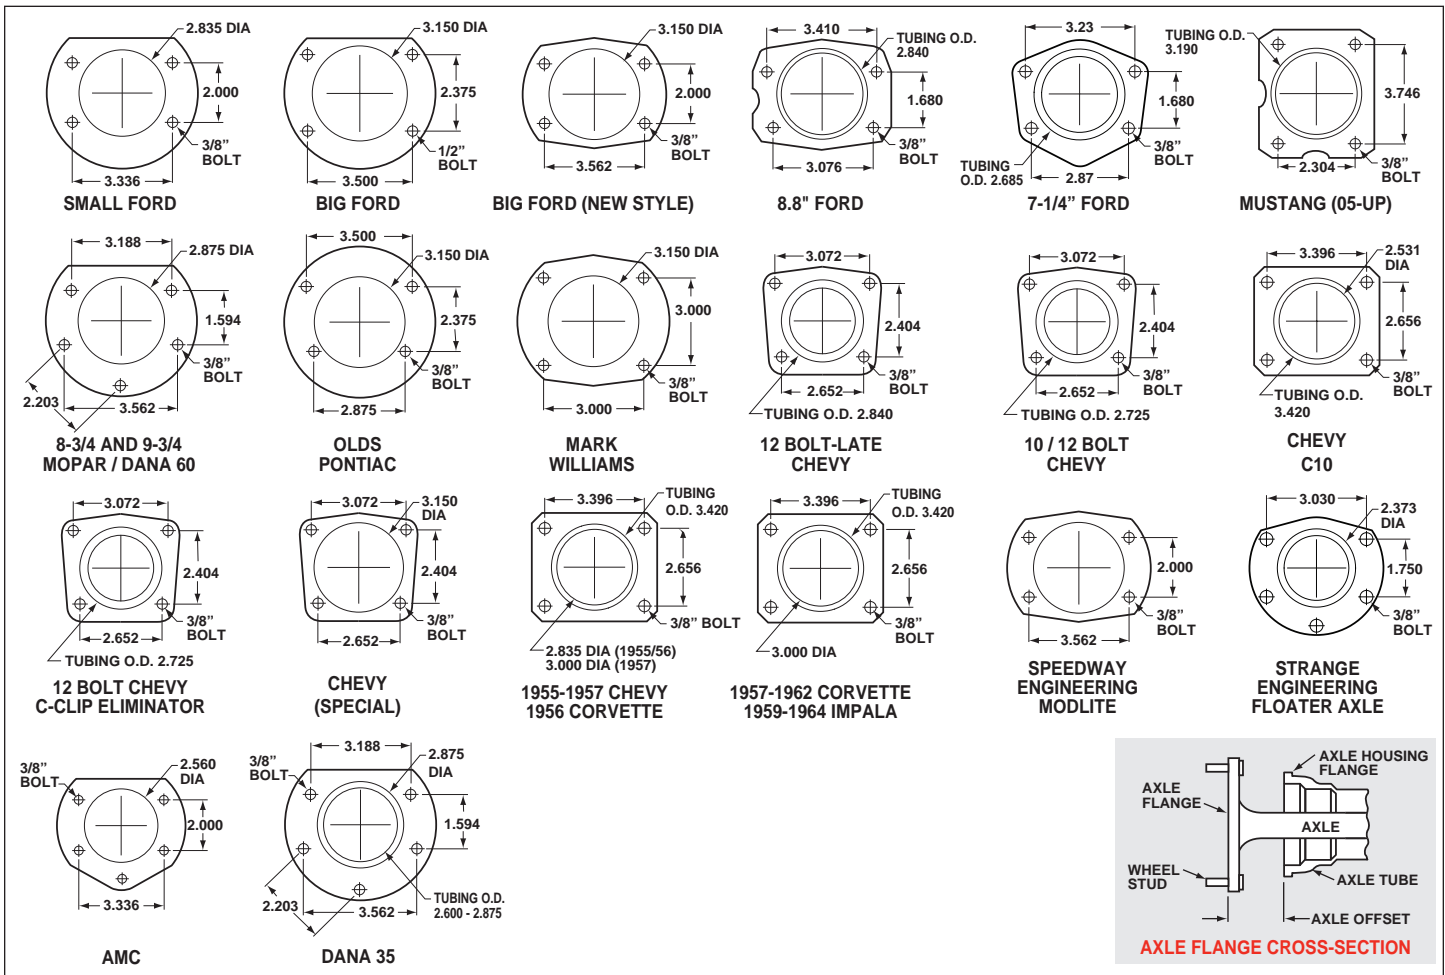 2.835 DIA
2.000
3/8”
BOLT
3.336
SMALL FORD
3.150 DIA
2.375
1/2”
BOLT
3.500
BIG FORD
3.150 DIA
2.000
3/8”
BOLT
3.562
BIG FORD (NEW STYLE)
3.410
TUBING O.D.
2.840
1.680
3/8”
BOLT
3.076
8.8" FORD
3.23
1.680
3/8”
BOLT
TUBING
O.D. 2.685
2.87
7-1/4” FORD
TUBING O.D.
3.190
3.746
3/8”
BOLT
2.304
MUSTANG (05-UP)
3.188
2.875 DIA
1.594
3/8”
BOLT
2.203
3.562
8-3/4 AND 9-3/4
MOPAR / DANA 60
3.500
3.150 DIA
2.375
3/8”
BOLT
2.875
OLDS
PONTIAC
3.150 DIA
3.000
3/8”
BOLT
3.000
MARK
WILLIAMS
3.072
2.404
3/8”
BOLT
2.652
TUBING O.D. 2.840
12 BOLT-LATE
CHEVY
3.072
2.404
3/8”
BOLT
2.652
TUBING O.D. 2.725
10 / 12 BOLT
CHEVY
3.396
2.531
DIA
2.656
3/8”
BOLT
TUBING O.D.
3.420
CHEVY
C10
3.072
2.404
3/8”
BOLT
2.652
TUBING O.D. 2.725
12 BOLT CHEVY
C-CLIP ELIMINATOR
3.072
3.150
DIA
2.404
3/8”
BOLT
2.652
CHEVY
(SPECIAL)
3.396
TUBING
O.D. 3.420
2.656
3/8” BOLT
2.835 DIA (1955/56)
3.000 DIA (1957)
1955-1957 CHEVY
1956 CORVETTE
3.396
TUBING
O.D. 3.420
2.656
3/8”
BOLT
3.000 DIA
1957-1962 CORVETTE
1959-1964 IMPALA
2.000
3/8”
BOLT
3.562
SPEEDWAY
ENGINEERING
MODLITE
3.030
2.373
DIA
1.750
3/8”
BOLT
STRANGE
ENGINEERING
FLOATER AXLE
3/8”
BOLT
2.560
DIA
2.000
3.336
AMC
3/8”
BOLT
3.188
2.875
DIA
1.594
2.203
3.562
TUBING O.D.
2.600 - 2.875
DANA 35
AXLE HOUSING
FLANGE
AXLE
FLANGE
AXLE
WHEEL
STUD
AXLE TUBE
AXLE OFFSET
AXLE FLANGE CROSS-SECTION